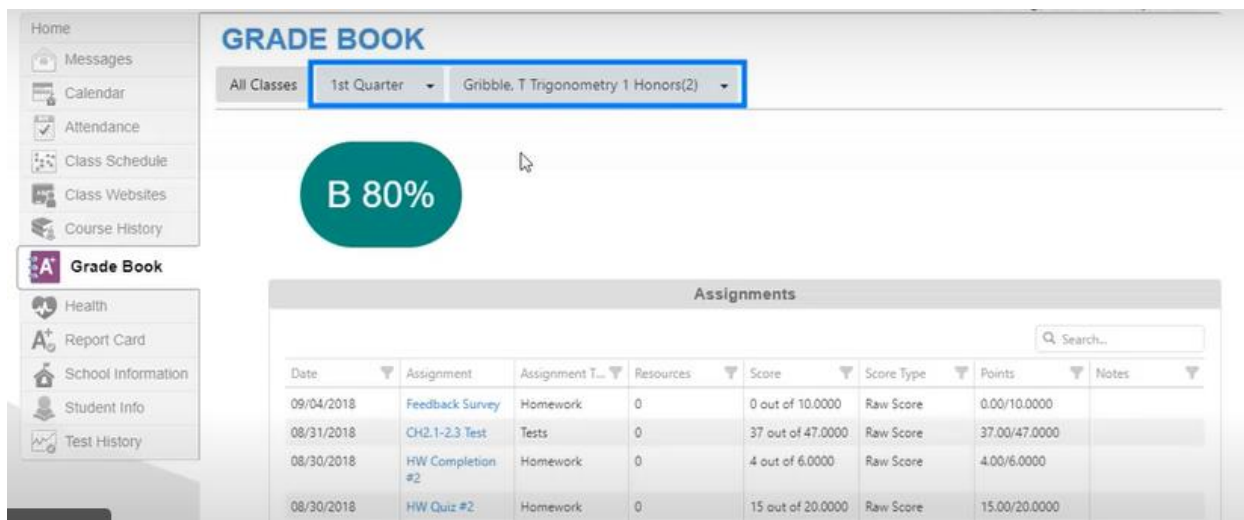 Home
Messages
Calendar
Attendance
Class Schedule
Class Websites
Course History
Grade Book
Health
Report Card
School Information
Student Info
Test History
GRADE BOOK
All Classes 1st Quarter Gribble, T Trigonometry 1 Honors(2)
B 80%
Assignments
Search...
Date Assignment Assignment T... Resources Score Score Type Points Notes
09/04/2018 Feedback Survey Homework 0 0 out of 10.0000 Raw Score 0.00/10.0000
08/31/2018 CH2.1-2.3 Test Tests 0 37 out of 47.0000 Raw Score 37.00/47.0000
08/30/2018 HW Completion Homework 0 4 out of 6.0000 Raw Score 4.00/6.0000
#2
08/30/2018 HW Quiz #2 Homework 0 15 out of 20.0000 Raw Score 15.00/20.0000